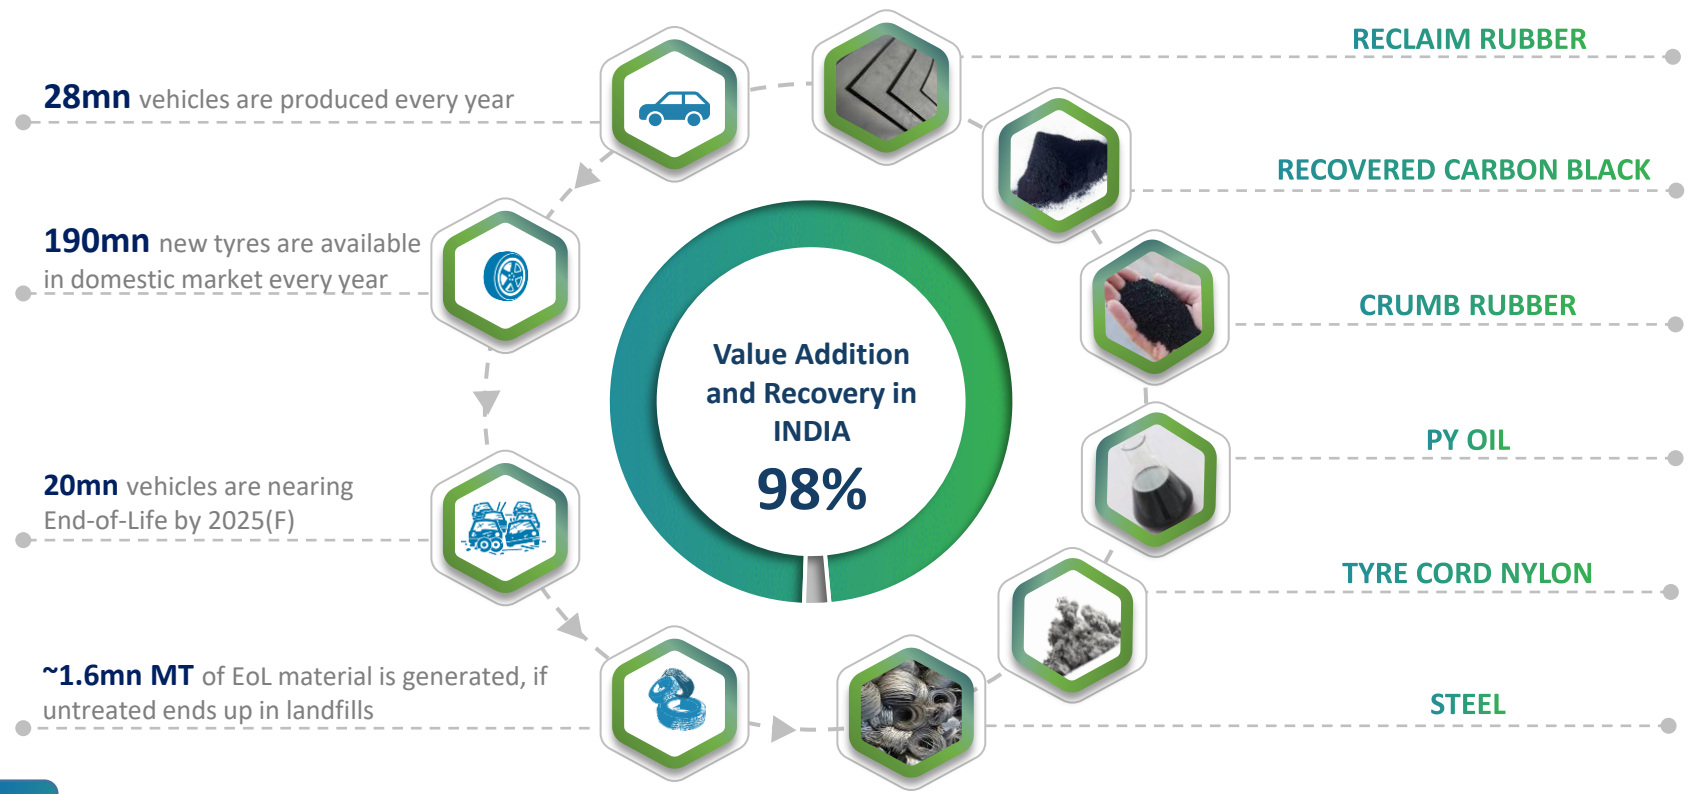 28mn vehicles are produced every year
190mn new tyres are available
in domestic market every year
20mn vehicles are nearing
End-of-Life by 2025(F)
~1.6mn MT of EoL material is generated, if
untreated ends up in landfills
Value Addition
and Recovery in
INDIA
98%
RECLAIM RUBBER
RECOVERED CARBON BLACK
CRUMB RUBBER
PY OIL
TYRE CORD NYLON
STEEL